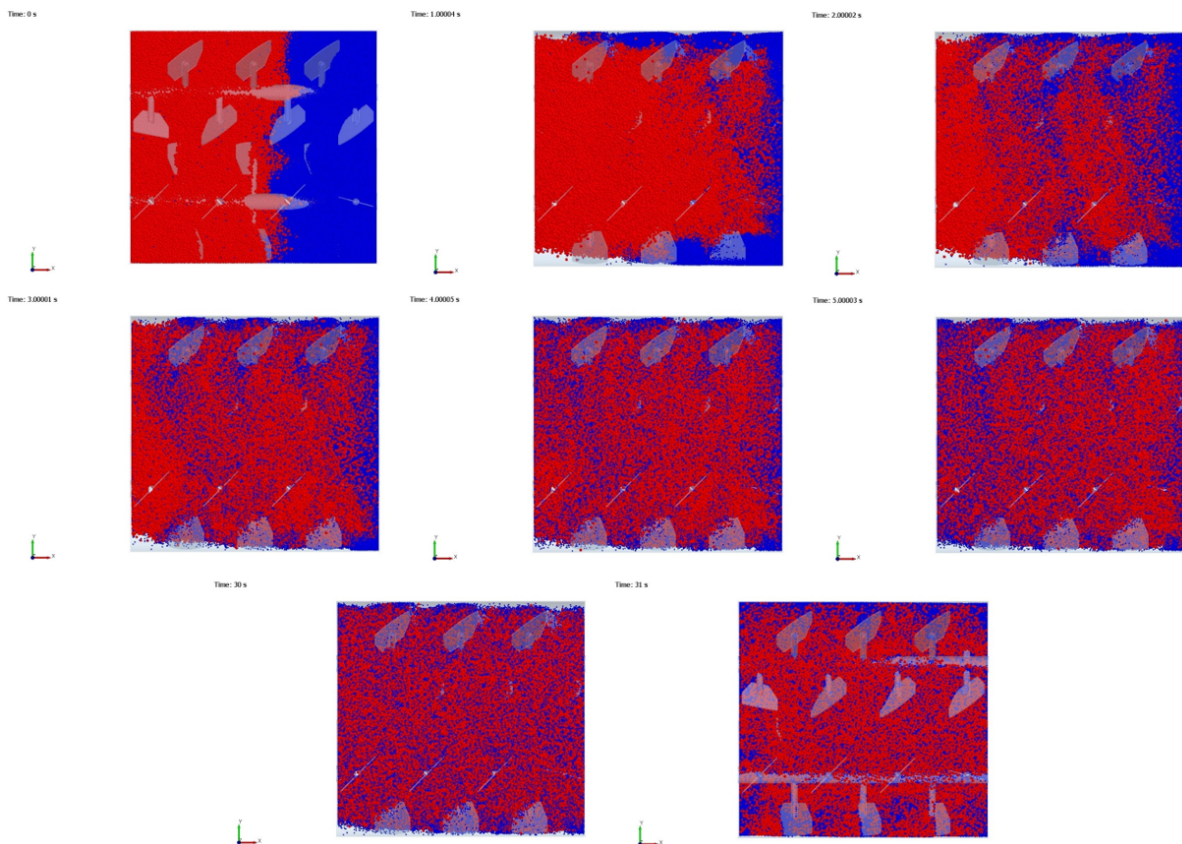 Time: 0 s
Time: 1.00004 s
Time: 2.00002 s
Time: 3.00001 s
Time: 4.00005 s
Time: 5.00003 s
Time: 30 s
Time: 31 s
Y
X
Y
X
Y
X
Y
X
Y
X
Y
X
Y
X
Y
X